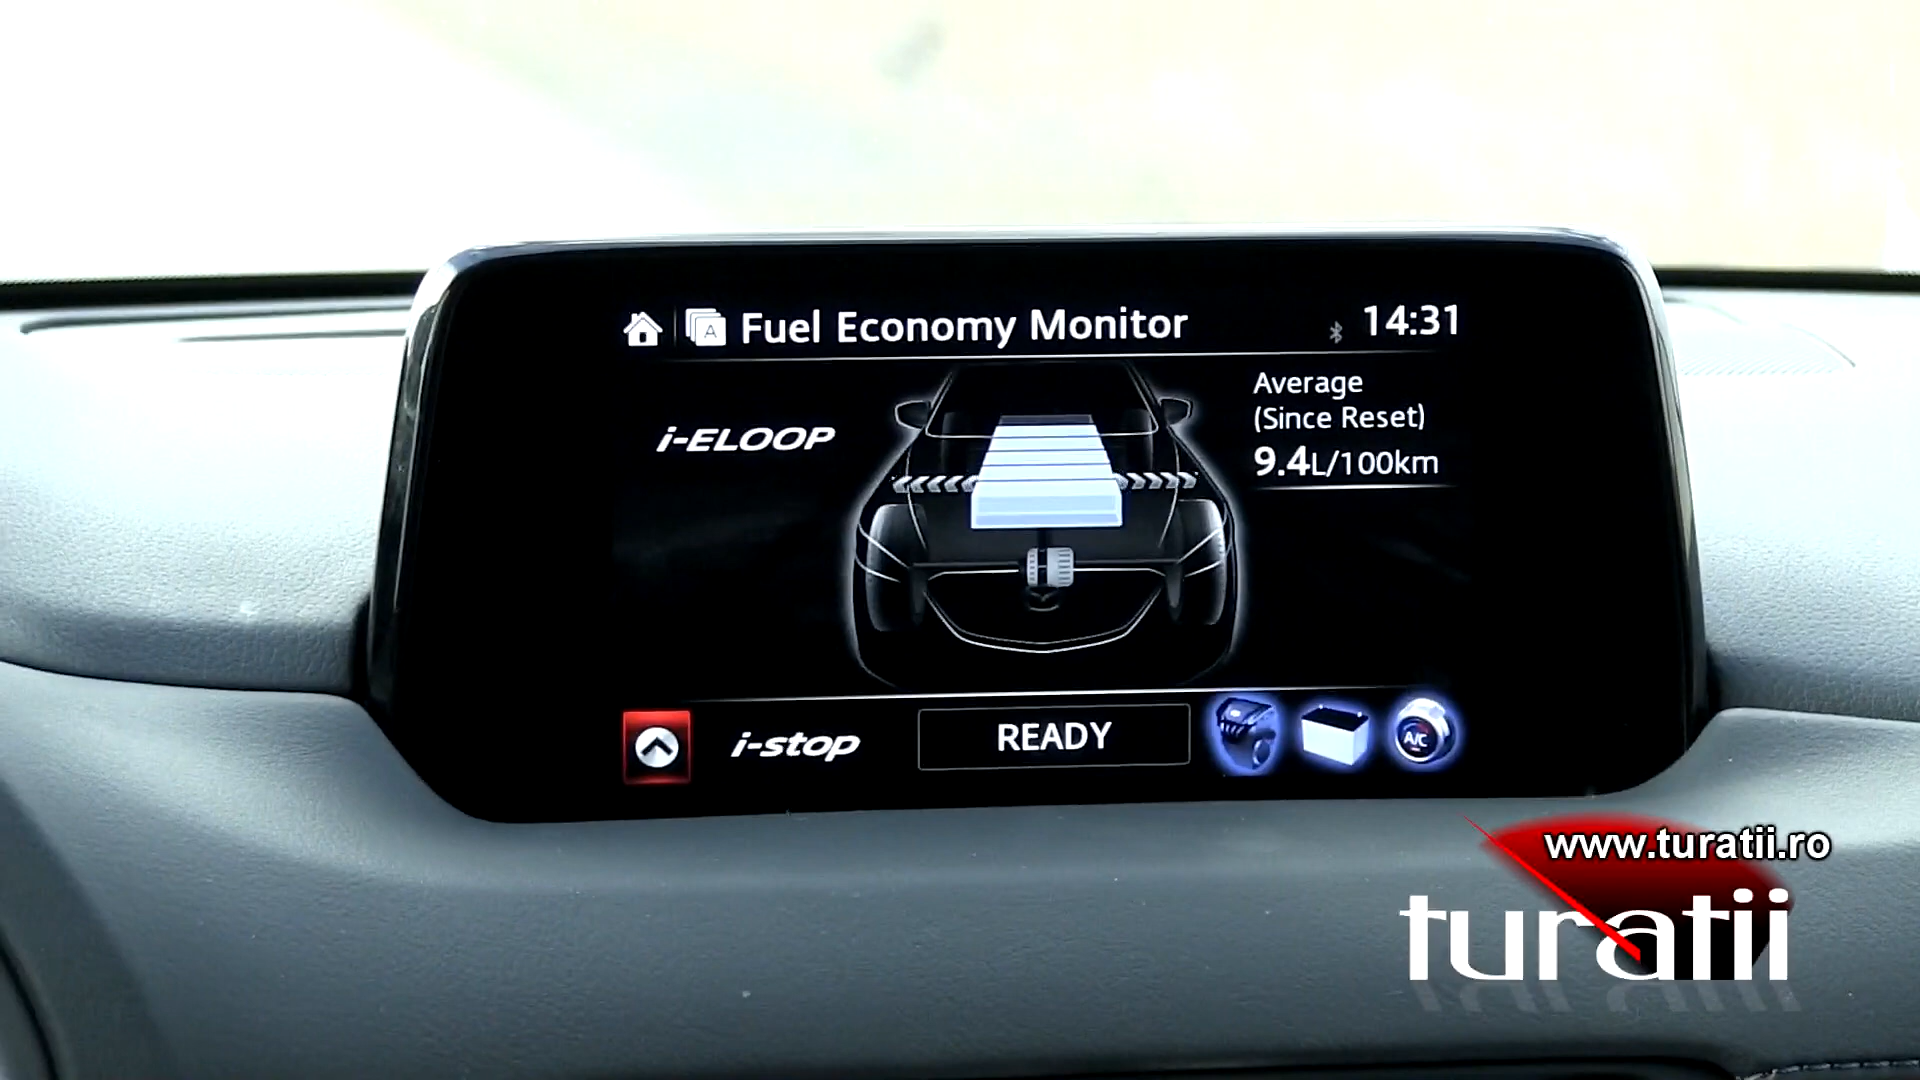 A Fuel Economy Monitor 14:31
i-ELOOP
Average
(Since Reset)
9.4L/100km
i-stop READY A/C
www.turatii.ro
turatii